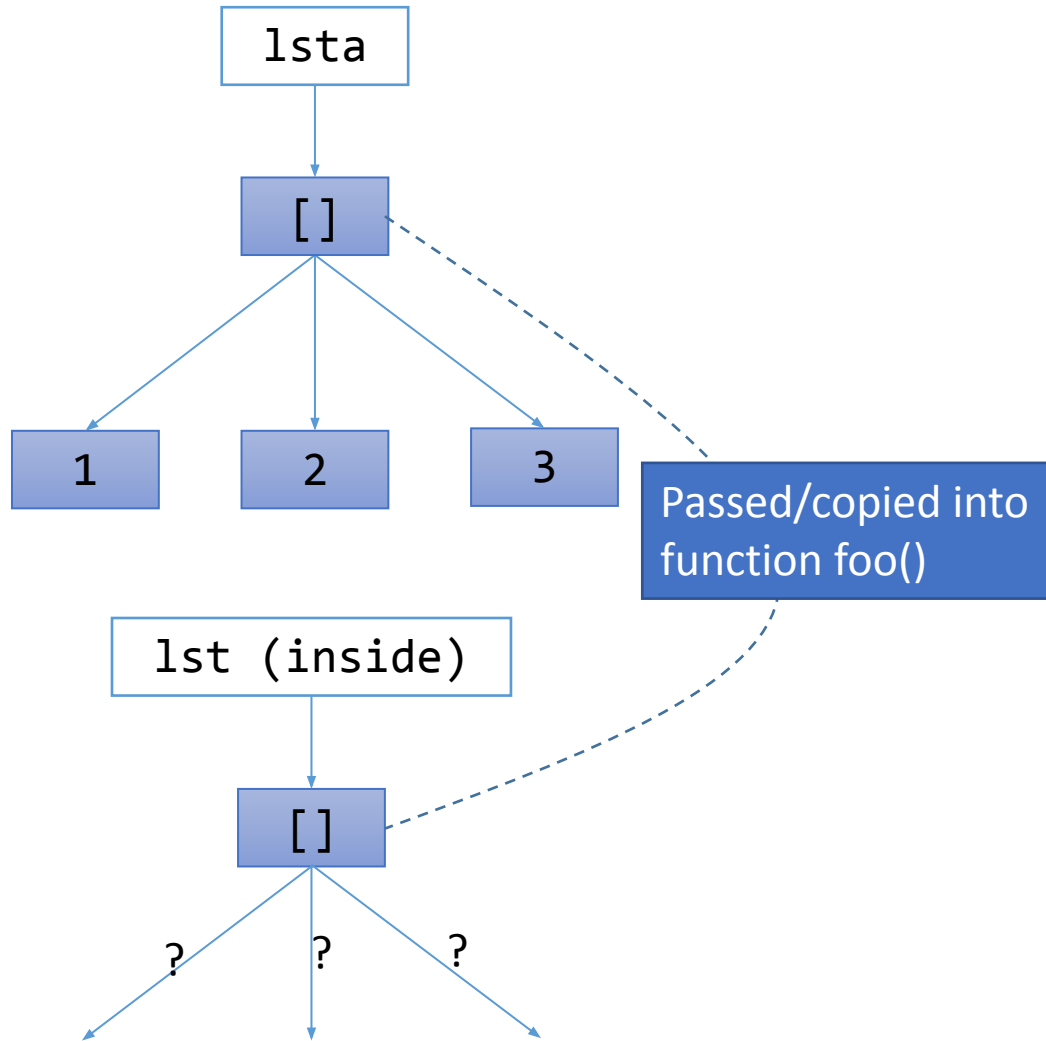 lsta
[]
1
2
3
Passed/copied into
function foo()
lst (inside)
[]
?
?
?